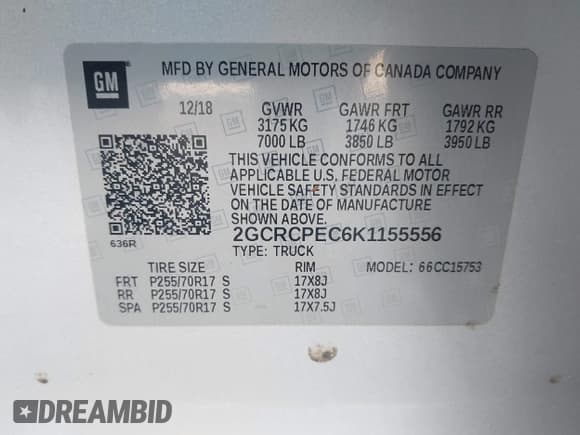 GM
MFD BY GENERAL MOTORS OF CANADA COMPANY
12/18 GVWR GAWR FRT GAWR RR
3175 KG 1746 KG 1792 KG
7000 LB 3850 LB 3950 LB
THIS VEHICLE CONFORMS TO ALL
APPLICABLE U.S. FEDERAL MOTOR
VEHICLE SAFETY STANDARDS IN EFFECT
ON THE DATE OF MANUFACTURE
SHOWN ABOVE.
636R
2GCRCPEC6K1155556
TYPE: TRUCK MODEL: 66CC15753
TIRE SIZE RIM
FRT P255/70R17 S 17X8J
RR P255/70R17 S 17X8J
SPA P255/70R17 S 17X7.5J
DREAMBID